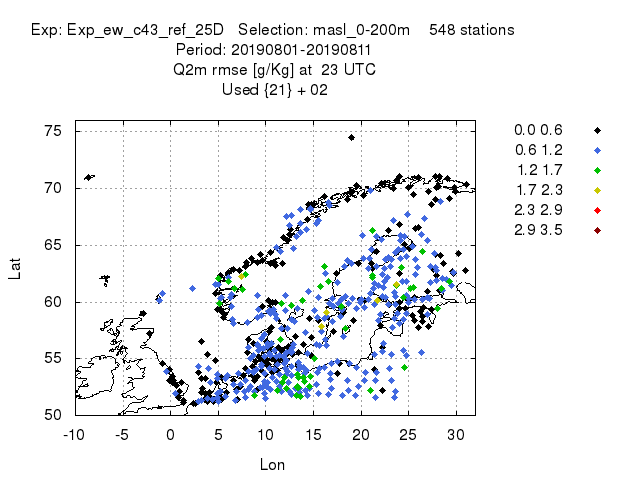 Exp: Exp_ew_c43_ref_25D   Selection: masl_0-200m     548 stations
Period: 20190801-20190811
Q2m rmse [g/Kg] at  23 UTC
Used {21} + 02
0.0 0.6
0.6 1.2
1.2 1.7
1.7 2.3
2.3 2.9
2.9 3.5
75
70
65
60
55
50
Lat
-10 -5 0 5 10 15 20 25 30
Lon